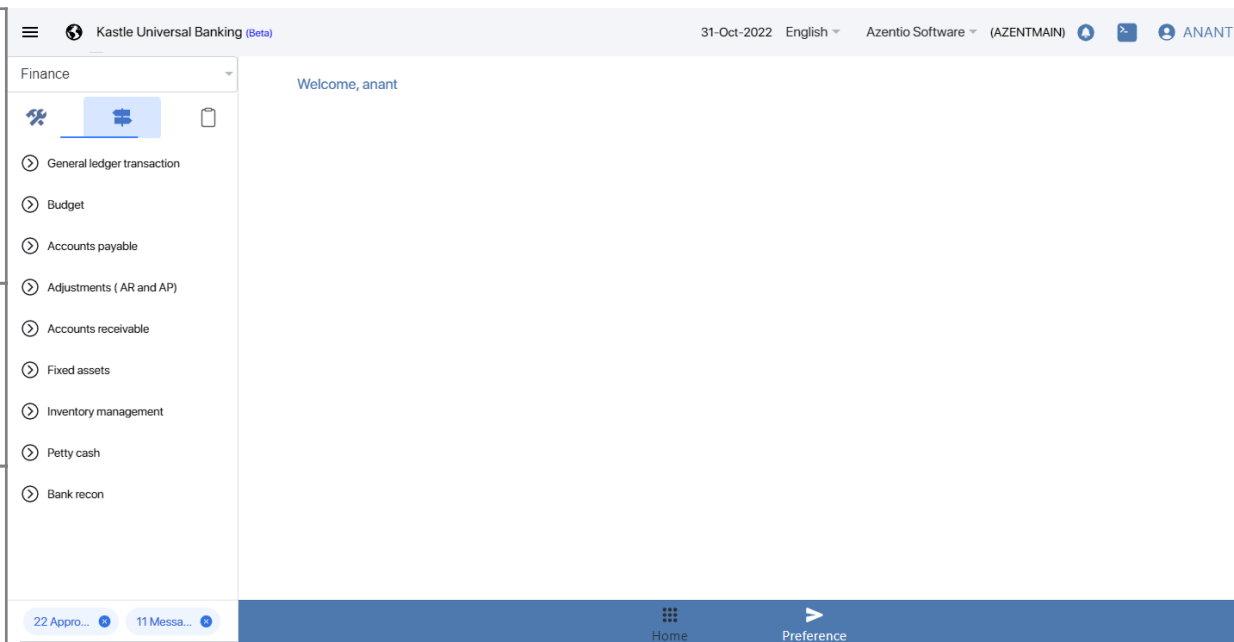 Kastle Universal Banking (Beta)
31-Oct-2022 English Azentio Software (AZENTMAIN) ANANT
Finance
Welcome, anant
General ledger transaction
Budget
Accounts payable
Adjustments ( AR and AP)
Accounts receivable
Fixed assets
Inventory management
Petty cash
Bank recon
22 Appro... 11 Messa...
Home Preference